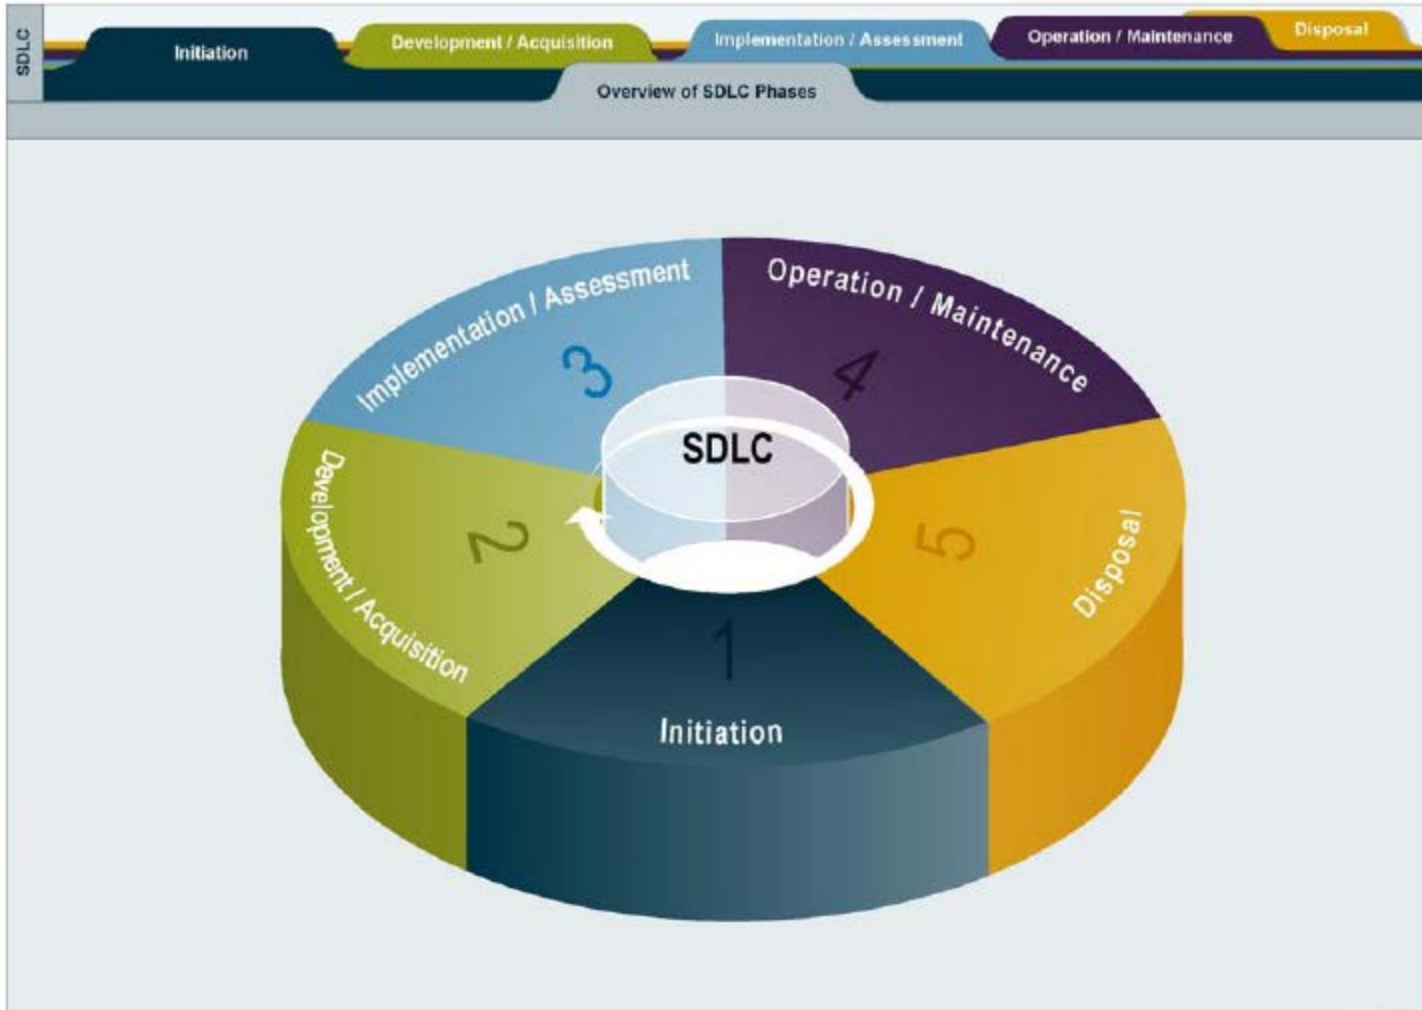 SDLC
Initiation
Development / Acquisition
Implementation / Assessment
Operation / Maintenance
Disposal
Overview of SDLC Phases
Implementation / Assessment
3
Operation / Maintenance
4
SDLC
Development / Acquisition
2
5
Disposal
1
Initiation